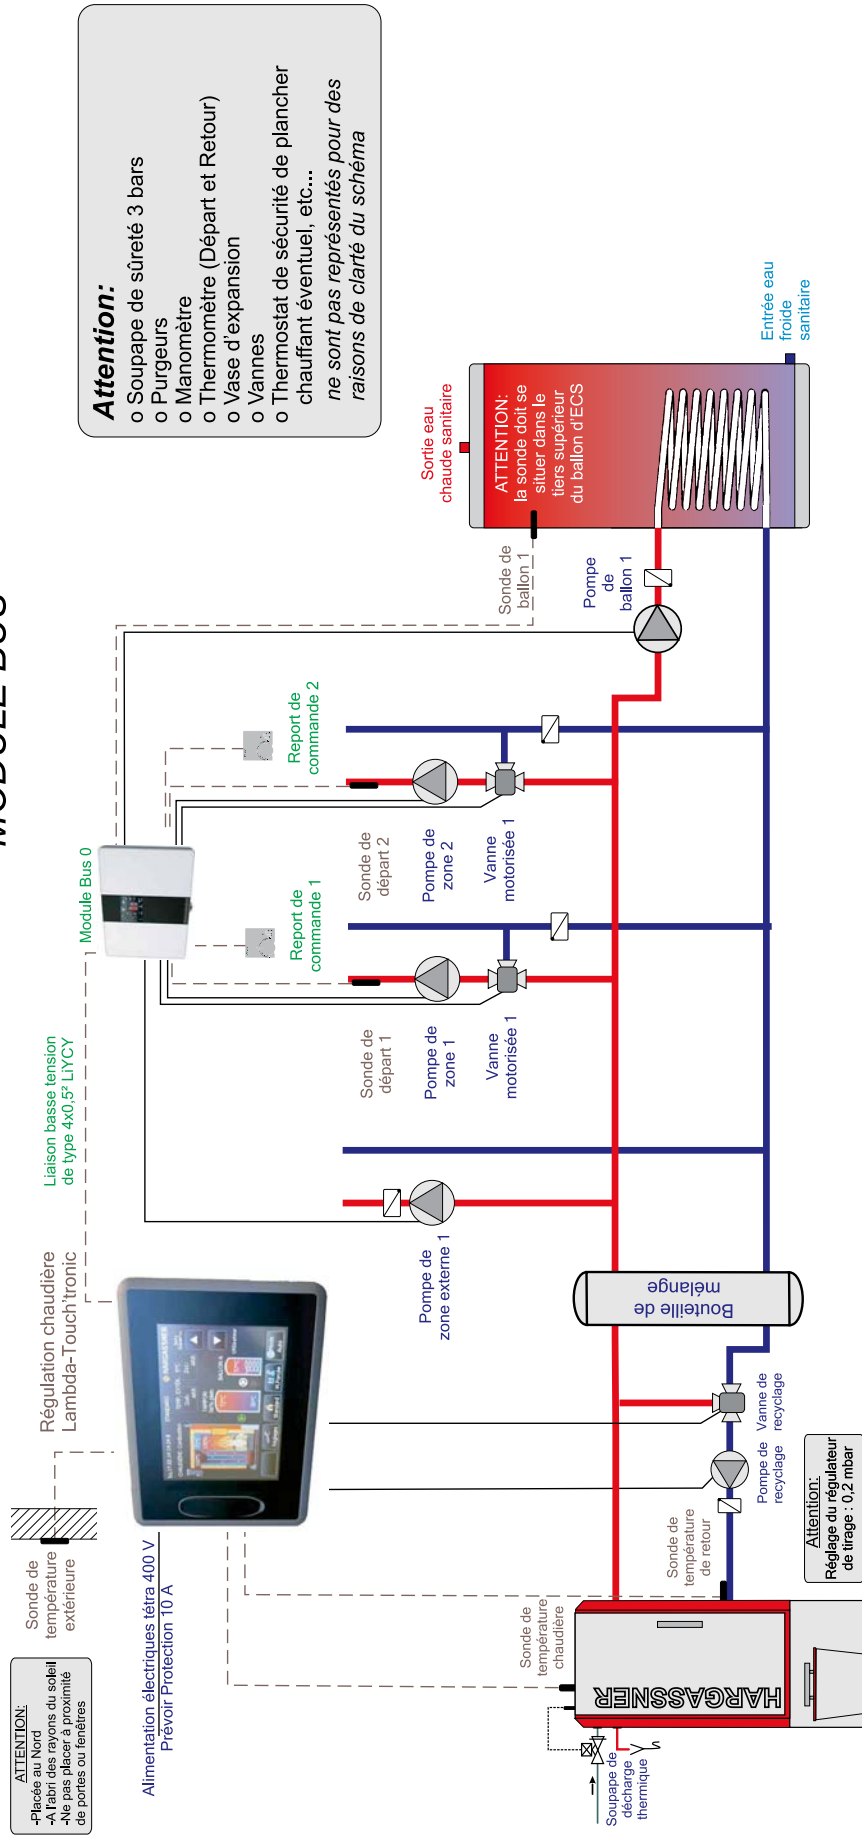 MODULE BUS
Attention:
o Soupape de sûreté 3 bars
o Purgeurs
o Manomètre
o Thermomètre (Départ et Retour)
o Vase d'expansion
o Vannes
o Thermostat de sécurité de plancher
chauffant éventuel, etc...
ne sont pas représentés pour des
raisons de clarté du schéma
ATTENTION:
-Placée au Nord
-A l'abri des rayons du soleil
-Ne pas placer à proximité
de portes ou fenêtres
Sonde de
température
extérieure
Régulation chaudière
Lambda-Touch'tronic
Liaison basse tension
de type 4x0,5² LiYCY
Module Bus 0
Alimentation électriques tétra 400 V
Prévoir Protection 10 A
HARGASSNER
Report de
commande 1
Report de
commande 2
Sonde de
départ 1
Pompe de
zone 1
Vanne
motorisée 1
Sonde de
départ 2
Pompe de
zone 2
Vanne
motorisée 1
Pompe de
zone externe 1
Sonde de
ballon 1
Pompe
de
ballon 1
Sortie eau
chaude sanitaire
ATTENTION:
la sonde doit se
situer dans le
tiers supérieur
du ballon d'ECS
Entrée eau
froide
sanitaire
Bouteille de
mélange
Sonde de
température
chaudière
Sonde de
température
de retour
Pompe de
recyclage
Vanne de
recyclage
Soupape de
décharge
thermique
HARGASSNER
Attention:
Réglage du régulateur
de tirage : 0,2 mbar